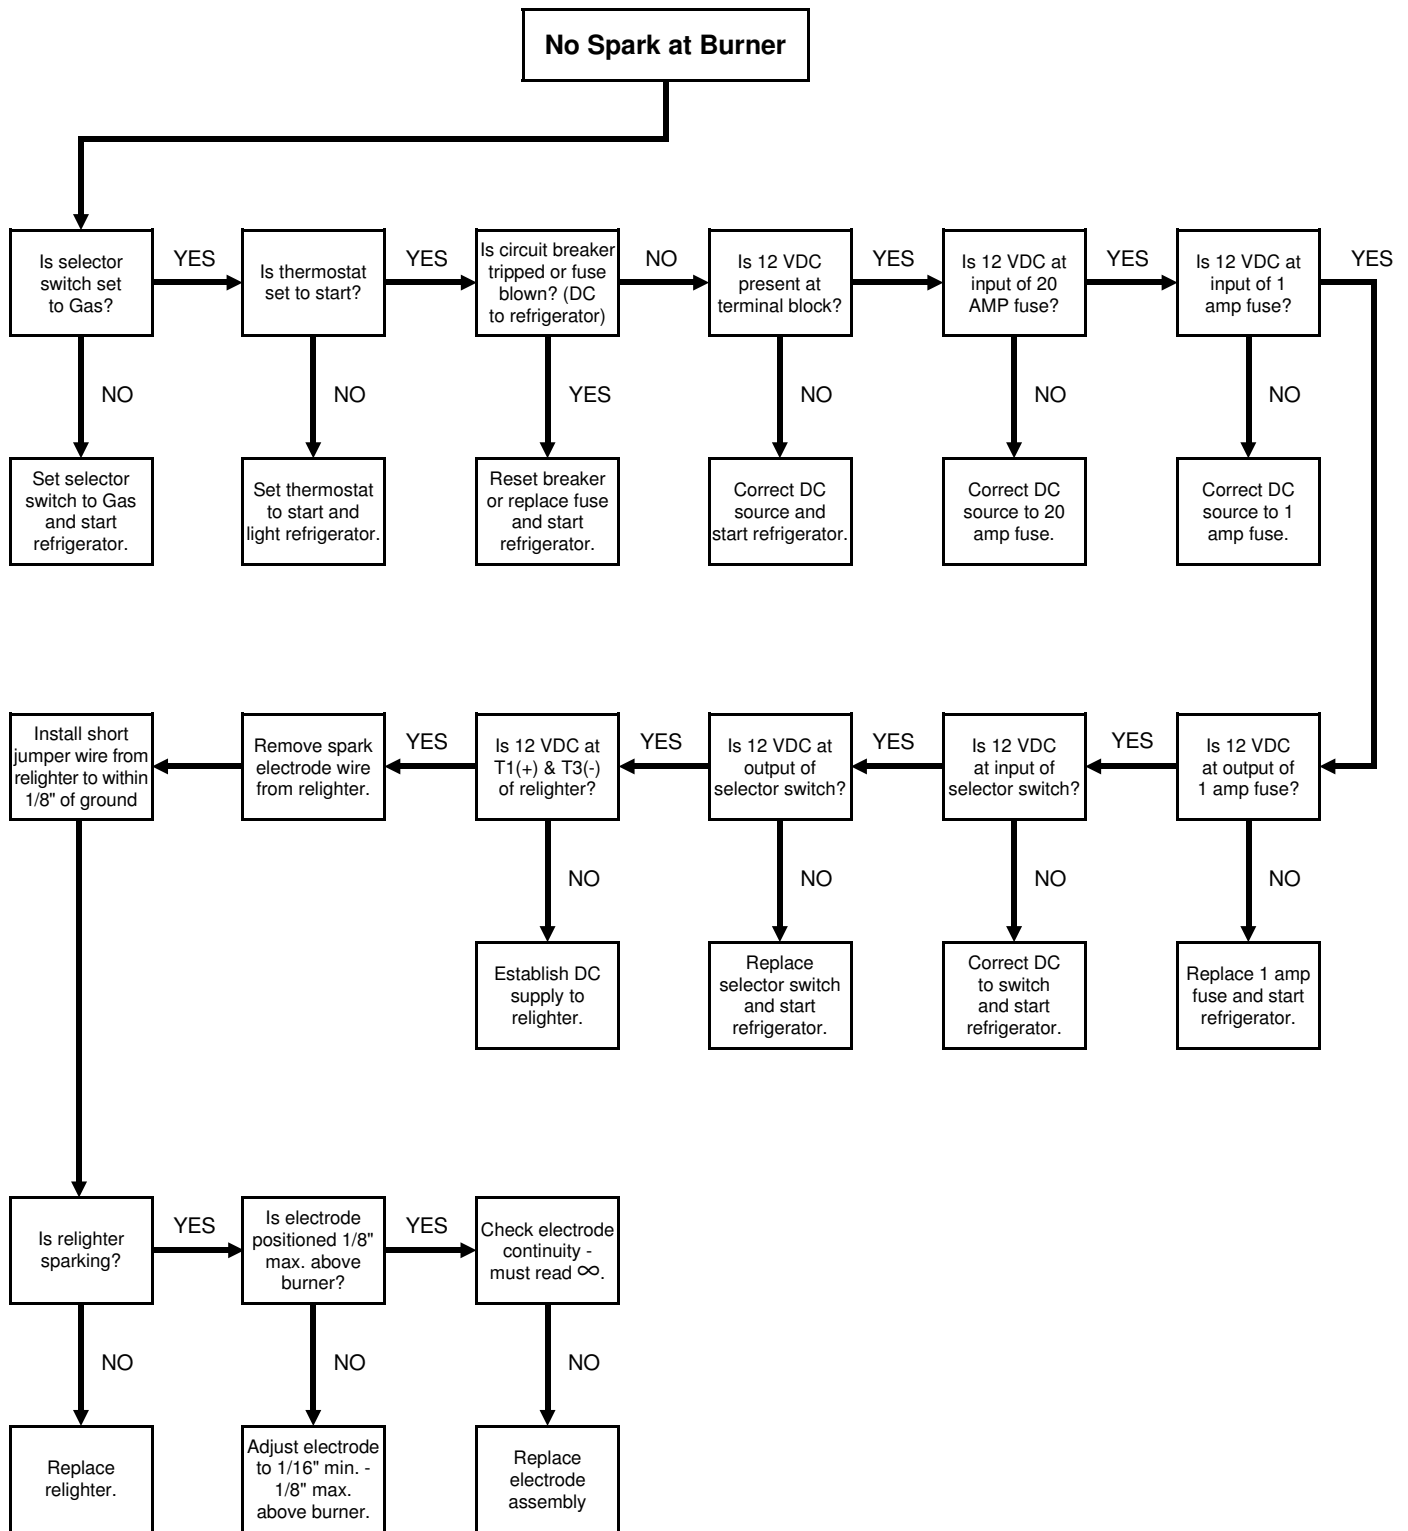 No Spark at Burner
Is selector
switch set
to Gas?
YES
Is thermostat
set to start?
YES
Is circuit breaker
tripped or fuse
blown? (DC
to refrigerator)
NO
Is 12 VDC
present at
terminal block?
YES
Is 12 VDC at
input of 20
AMP fuse?
YES
Is 12 VDC at
input of 1
amp fuse?
YES
NO
NO
YES
NO
NO
NO
Set selector
switch to Gas
and start
refrigerator.
Set thermostat
to start and
light refrigerator.
Reset breaker
or replace fuse
and start
refrigerator.
Correct DC
source and
start refrigerator.
Correct DC
source to 20
amp fuse.
Correct DC
source to 1
amp fuse.
Install short
jumper wire from
relighter to within
1/8" of ground
Remove spark
electrode wire
from relighter.
YES
Is 12 VDC at
T1(+) & T3(-)
of relighter?
YES
Is 12 VDC at
output of
selector switch?
YES
Is 12 VDC
at input of
selector switch?
YES
Is 12 VDC
at output of
1 amp fuse?
NO
NO
NO
NO
Establish DC
supply to
relighter.
Replace
selector switch
and start
refrigerator.
Correct DC
to switch
and start
refrigerator.
Replace 1 amp
fuse and start
refrigerator.
Is relighter
sparking?
YES
Is electrode
positioned 1/8"
max. above
burner?
YES
Check electrode
continuity -
must read ∞.
NO
NO
NO
Replace
relighter.
Adjust electrode
to 1/16" min. -
1/8" max.
above burner.
Replace
electrode
assembly